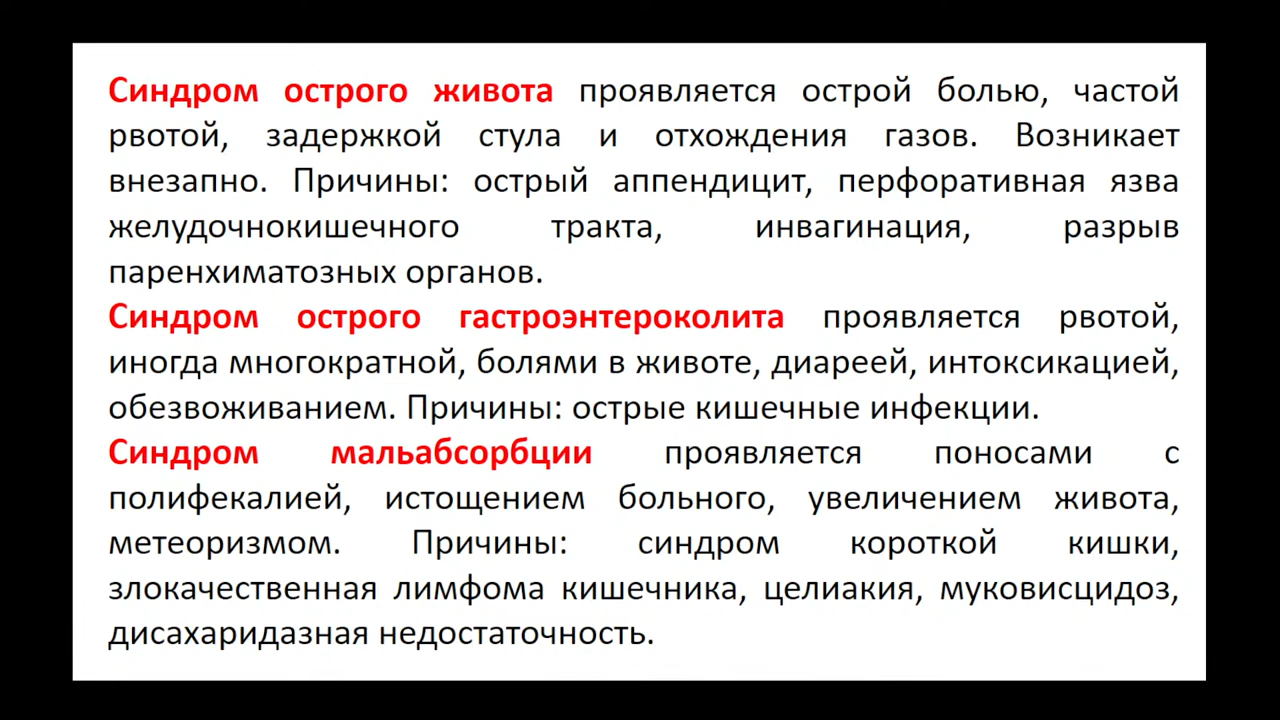 Синдром острого живота проявляется острой болью, частой
рвотой, задержкой стула и отхождения газов. Возникает
внезапно. Причины: острый аппендицит, перфоративная язва
желудочнокишечного тракта, инвагинация, разрыв
паренхиматозных органов.
Синдром острого гастроэнтероколита проявляется рвотой,
иногда многократной, болями в животе, диареей, интоксикацией,
обезвоживанием. Причины: острые кишечные инфекции.
Синдром мальабсорбции проявляется поносами с
полифекалией, истощением больного, увеличением живота,
метеоризмом. Причины: синдром короткой кишки,
злокачественная лимфома кишечника, целиакия, муковисцидоз,
дисахаридазная недостаточность.